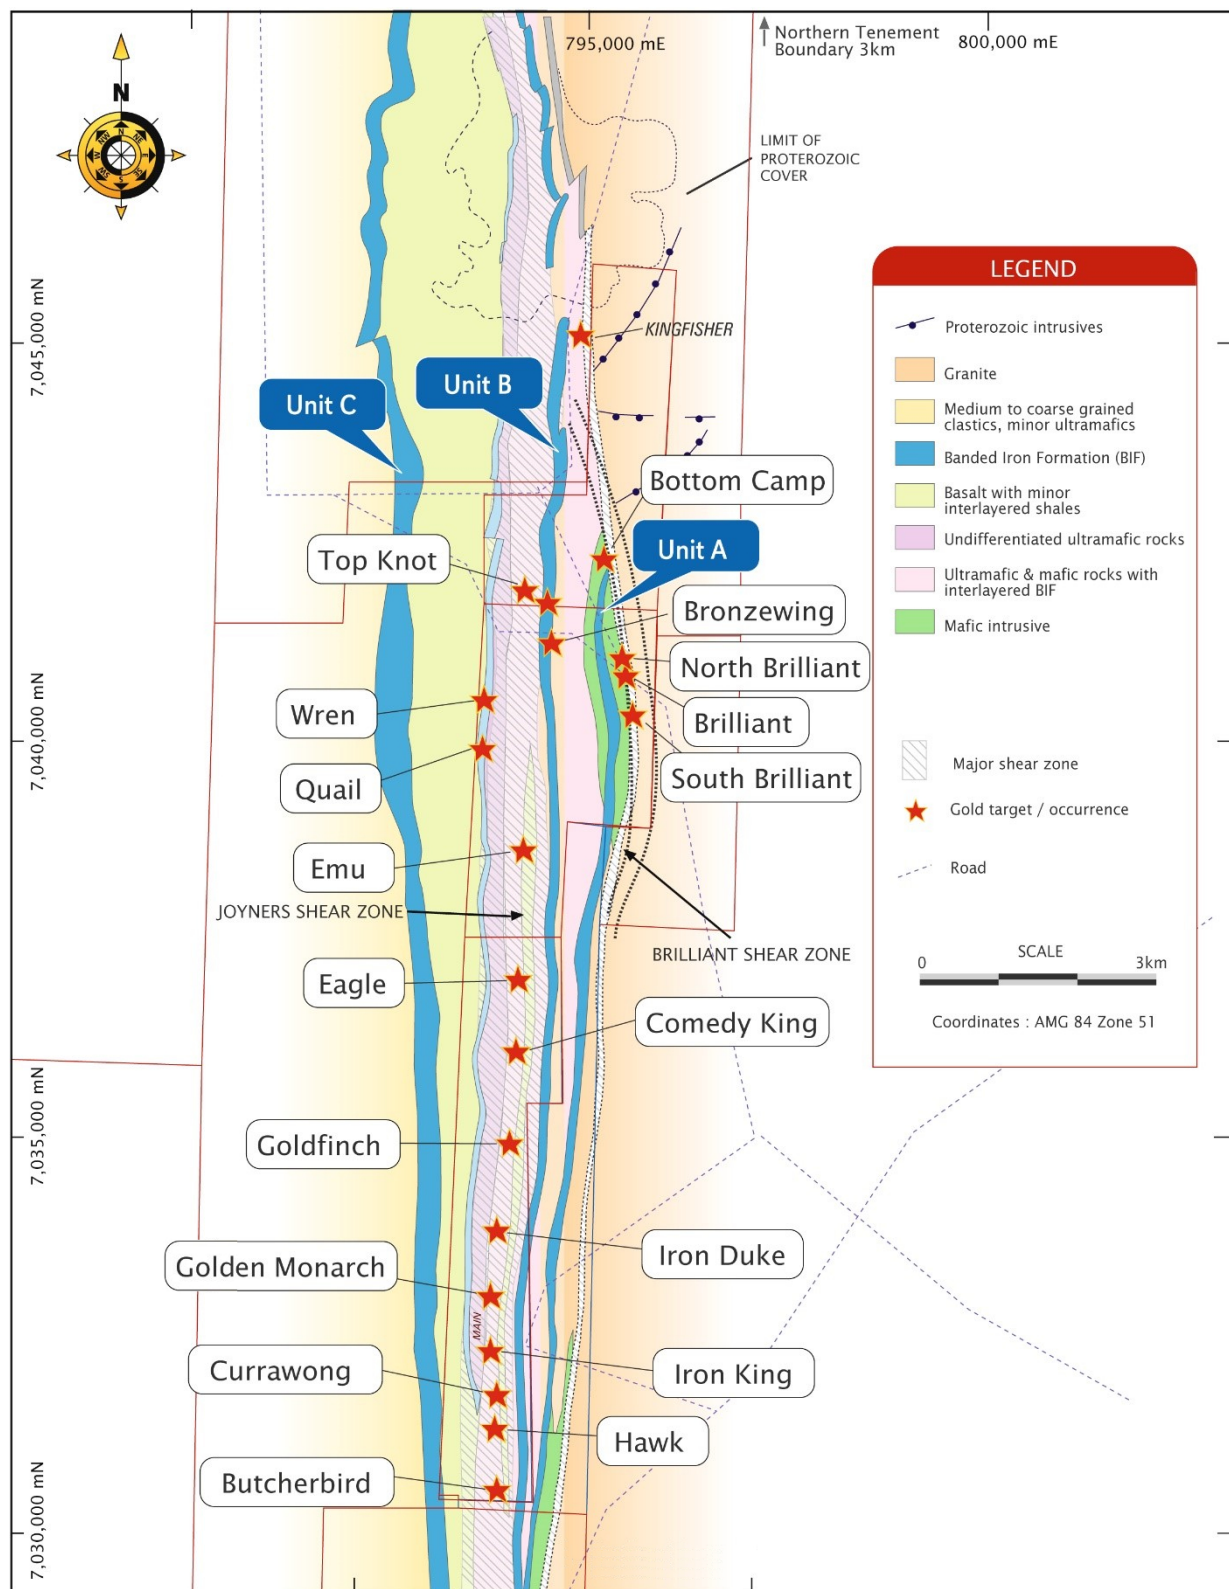 795,000 mE
Northern Tenement
Boundary 3km
800,000 mE
N
NE
E
SE
S
SW
W
NW
LIMIT OF
PROTEROZOIC
COVER
7,045,000 mN
KINGFISHER
Unit B
Unit C
Bottom Camp
Unit A
Top Knot
Bronzewing
North Brilliant
Wren
Brilliant
7,040,000 mN
Quail
South Brilliant
Emu
JOYNERS SHEAR ZONE
BRILLIANT SHEAR ZONE
Eagle
Comedy King
7,035,000 mN
Goldfinch
Iron Duke
Golden Monarch
MAIN
Currawong
Iron King
Hawk
Butcherbird
7,030,000 mN
LEGEND
Proterozoic intrusives
Granite
Medium to coarse grained
clastics, minor ultramafics
Banded Iron Formation (BIF)
Basalt with minor
interlayered shales
Undifferentiated ultramafic rocks
Ultramafic & mafic rocks with
interlayered BIF
Mafic intrusive
Major shear zone
Gold target / occurrence
Road
SCALE
0 3km
Coordinates : AMG 84 Zone 51